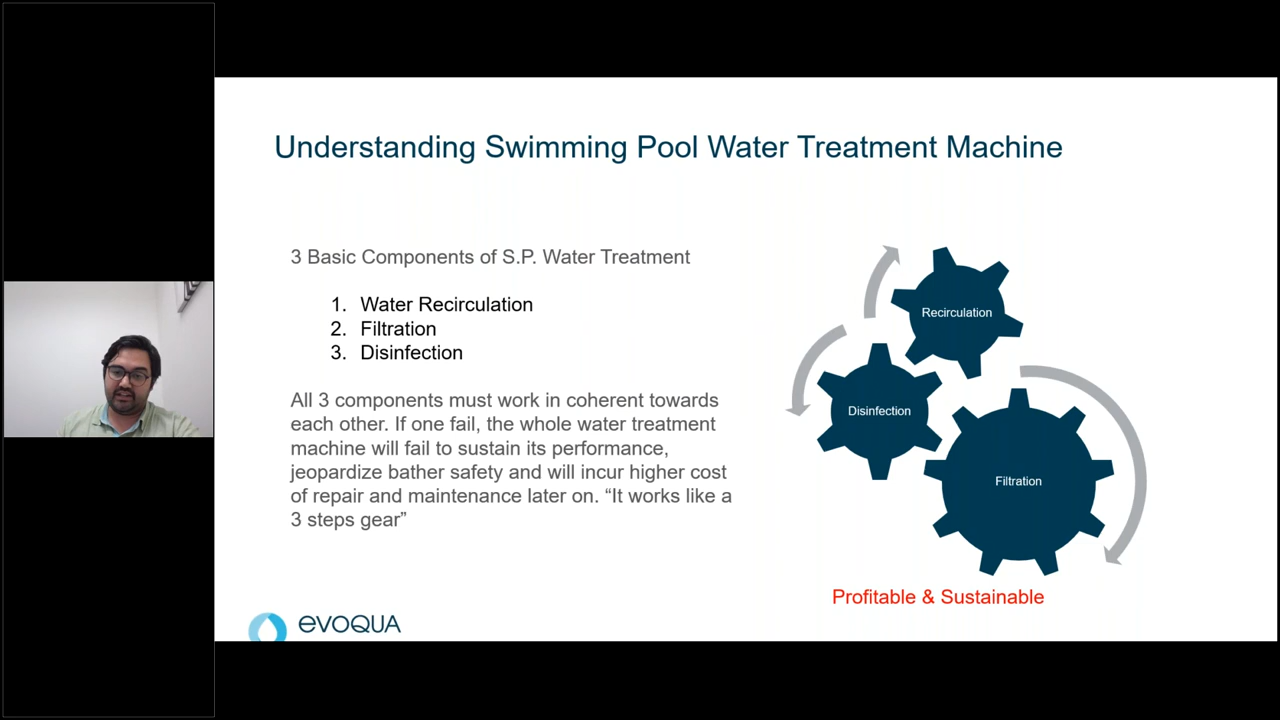 Understanding Swimming Pool Water Treatment Machine
3 Basic Components of S.P. Water Treatment
1. Water Recirculation
2. Filtration
3. Disinfection
All 3 components must work in coherent towards
each other. If one fail, the whole water treatment
machine will fail to sustain its performance,
jeopardize bather safety and will incur higher cost
of repair and maintenance later on. “It works like a
3 steps gear”
Recirculation
Disinfection
Filtration
Profitable & Sustainable
evoqua